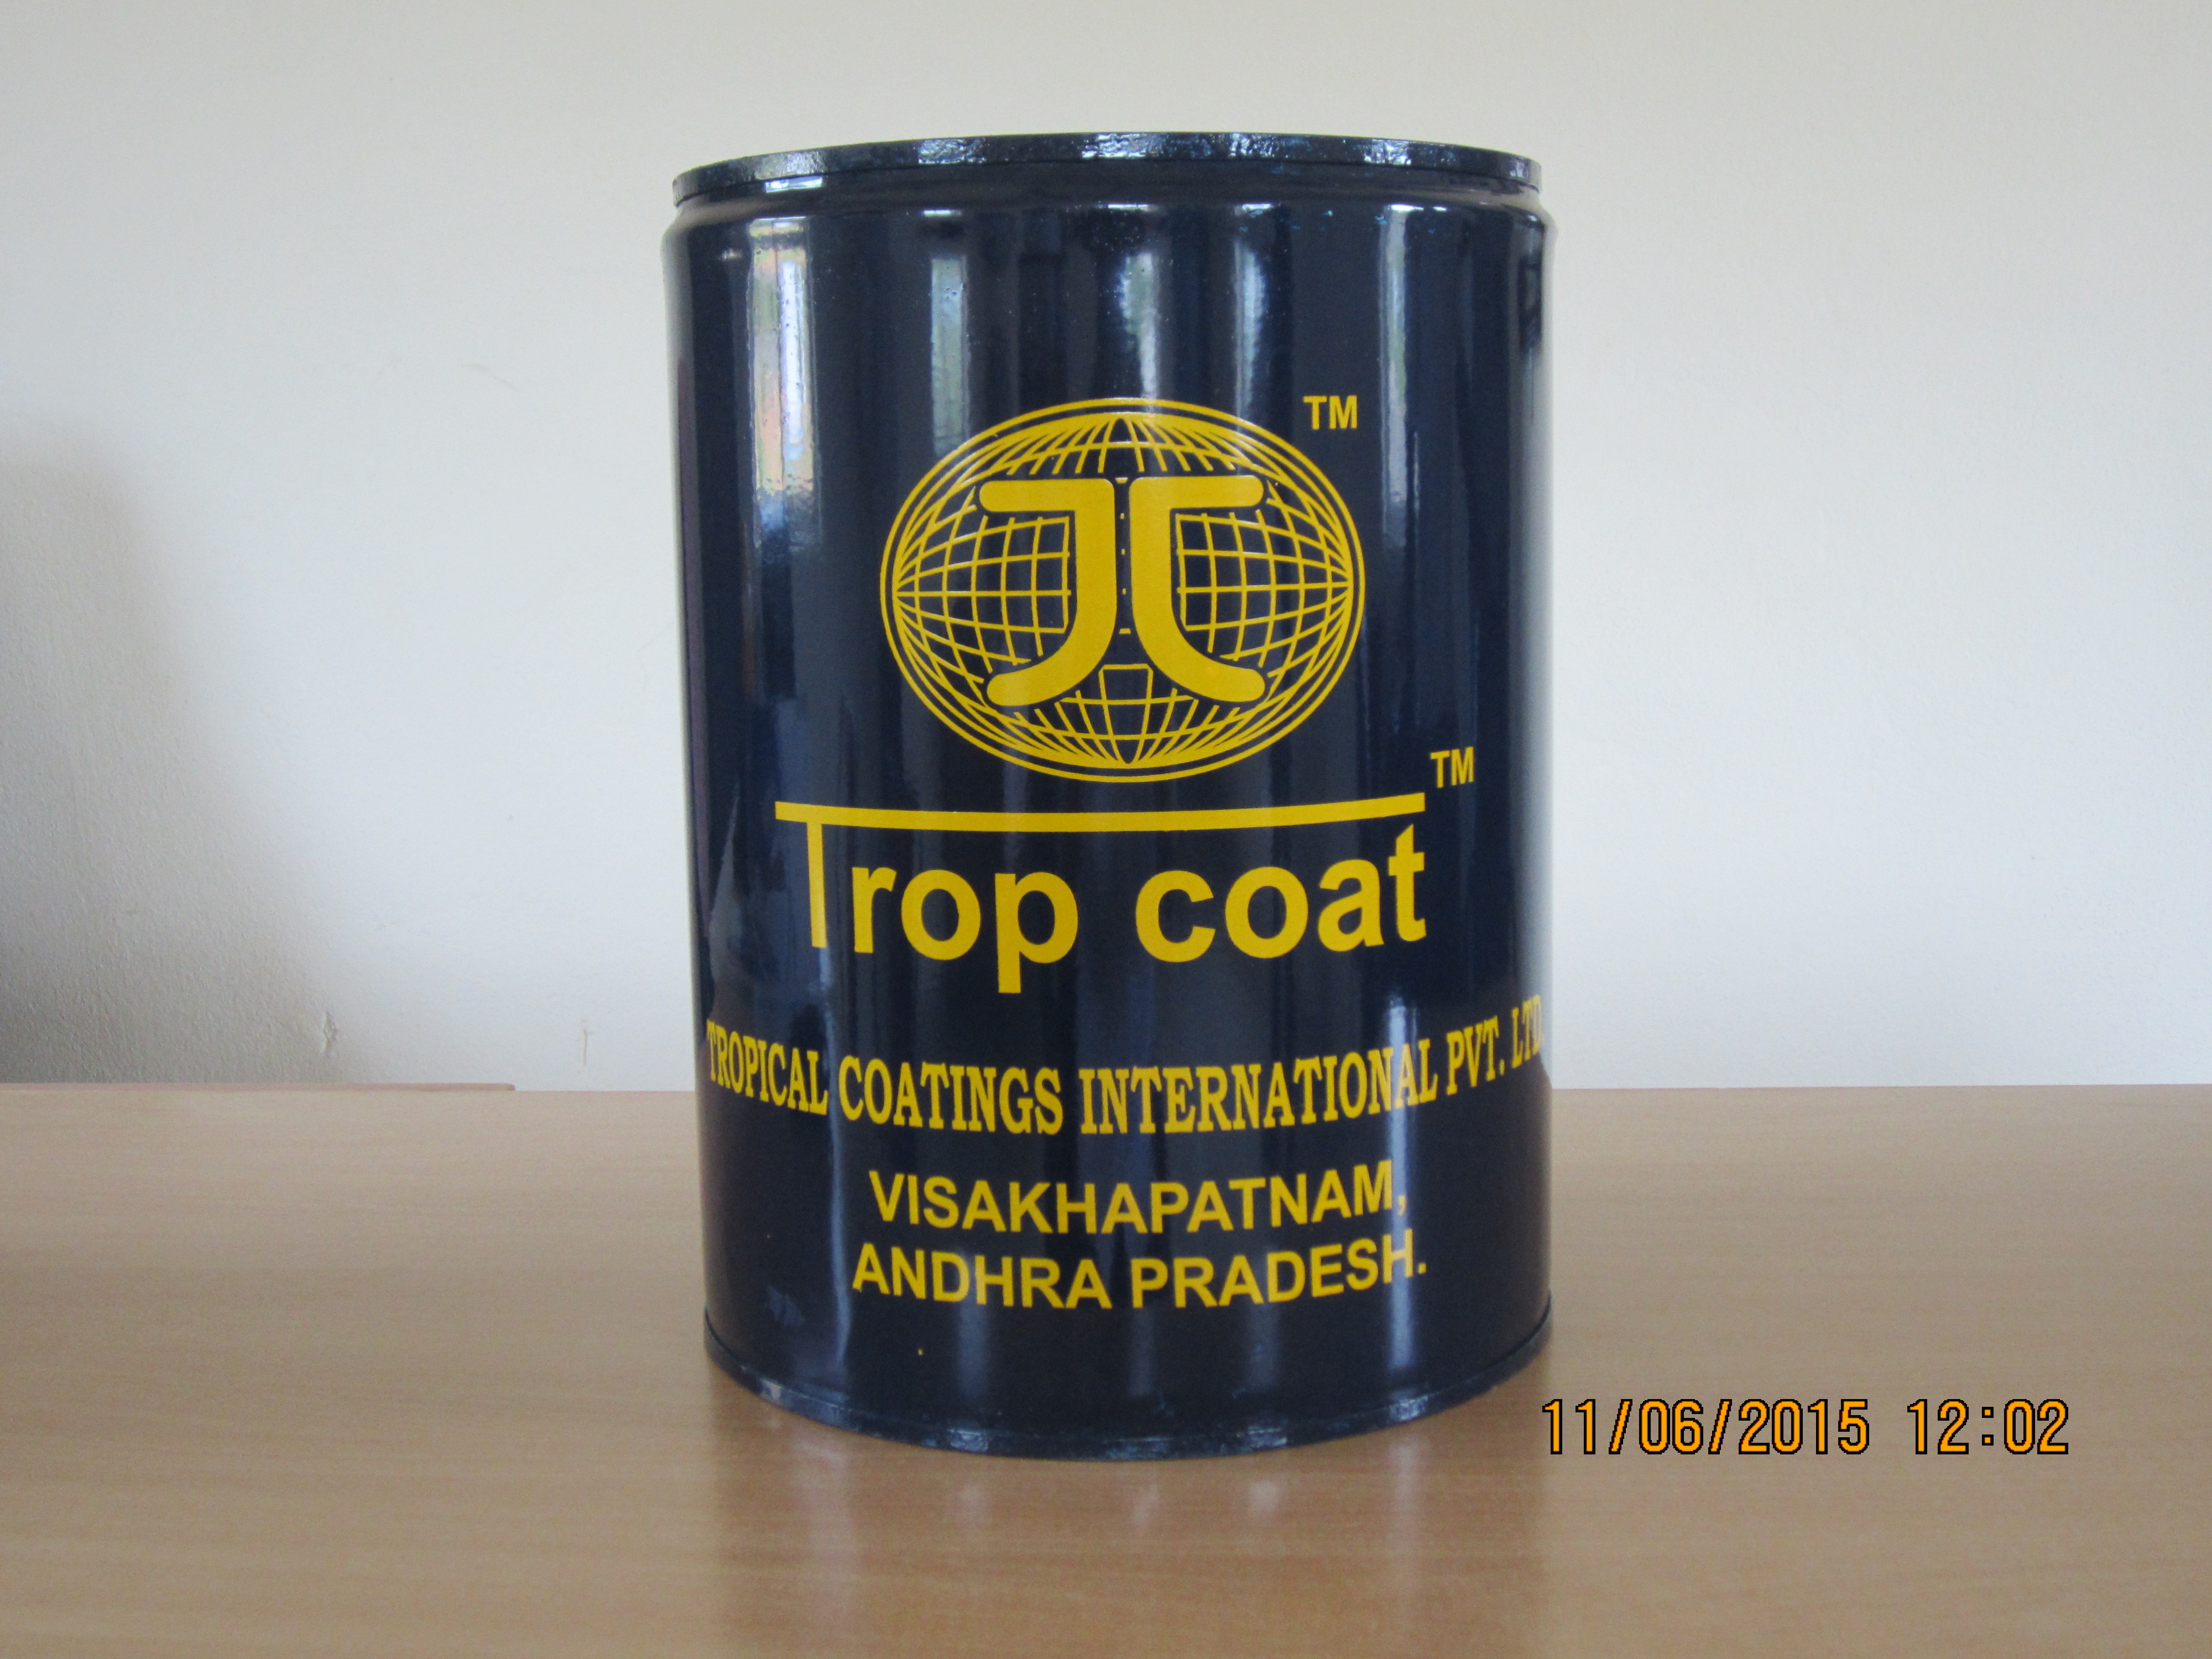 TM
TM
Trop coat
TROPICAL COATINGS INTERNATIONAL PVT. LTD.
VISAKHAPATNAM,
ANDHRA PRADESH.
11/06/2015 12:02